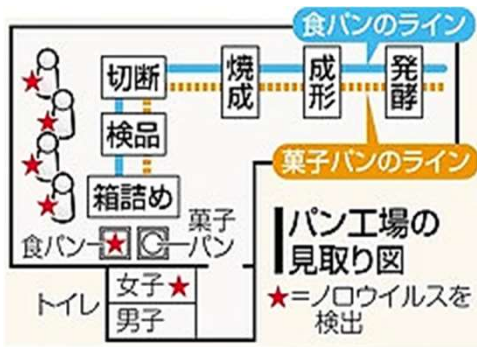 食パンのライン
切断
焼成
成形
発酵
検品
菓子パンのライン
箱詰め
食パン
菓子
パン
パン工場の
見取り図
トイレ
女子★
男子
★=ノロウイルスを
検出